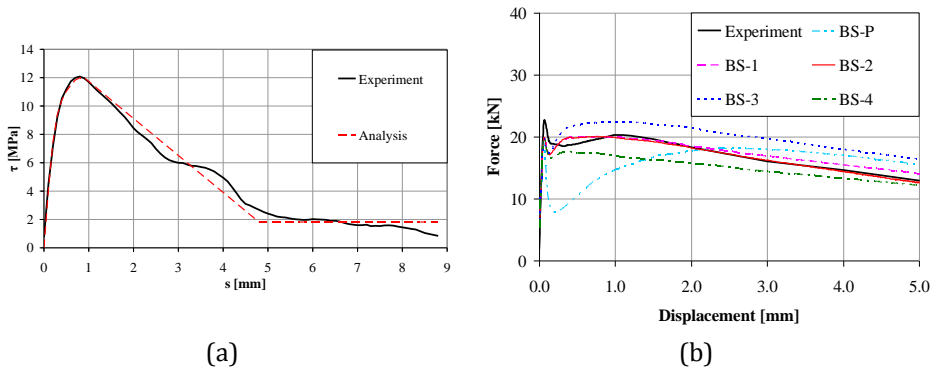 14
12
10
8
6
4
2
0
τ [MPa]
0 1 2 3 4 5 6 7 8 9
s [mm]
Experiment
Analysis
(a)
40
30
20
10
0
Force [kN]
0.0 1.0 2.0 3.0 4.0 5.0
Displacement [mm]
Experiment BS-P
BS-1 BS-2
BS-3 BS-4
(b)